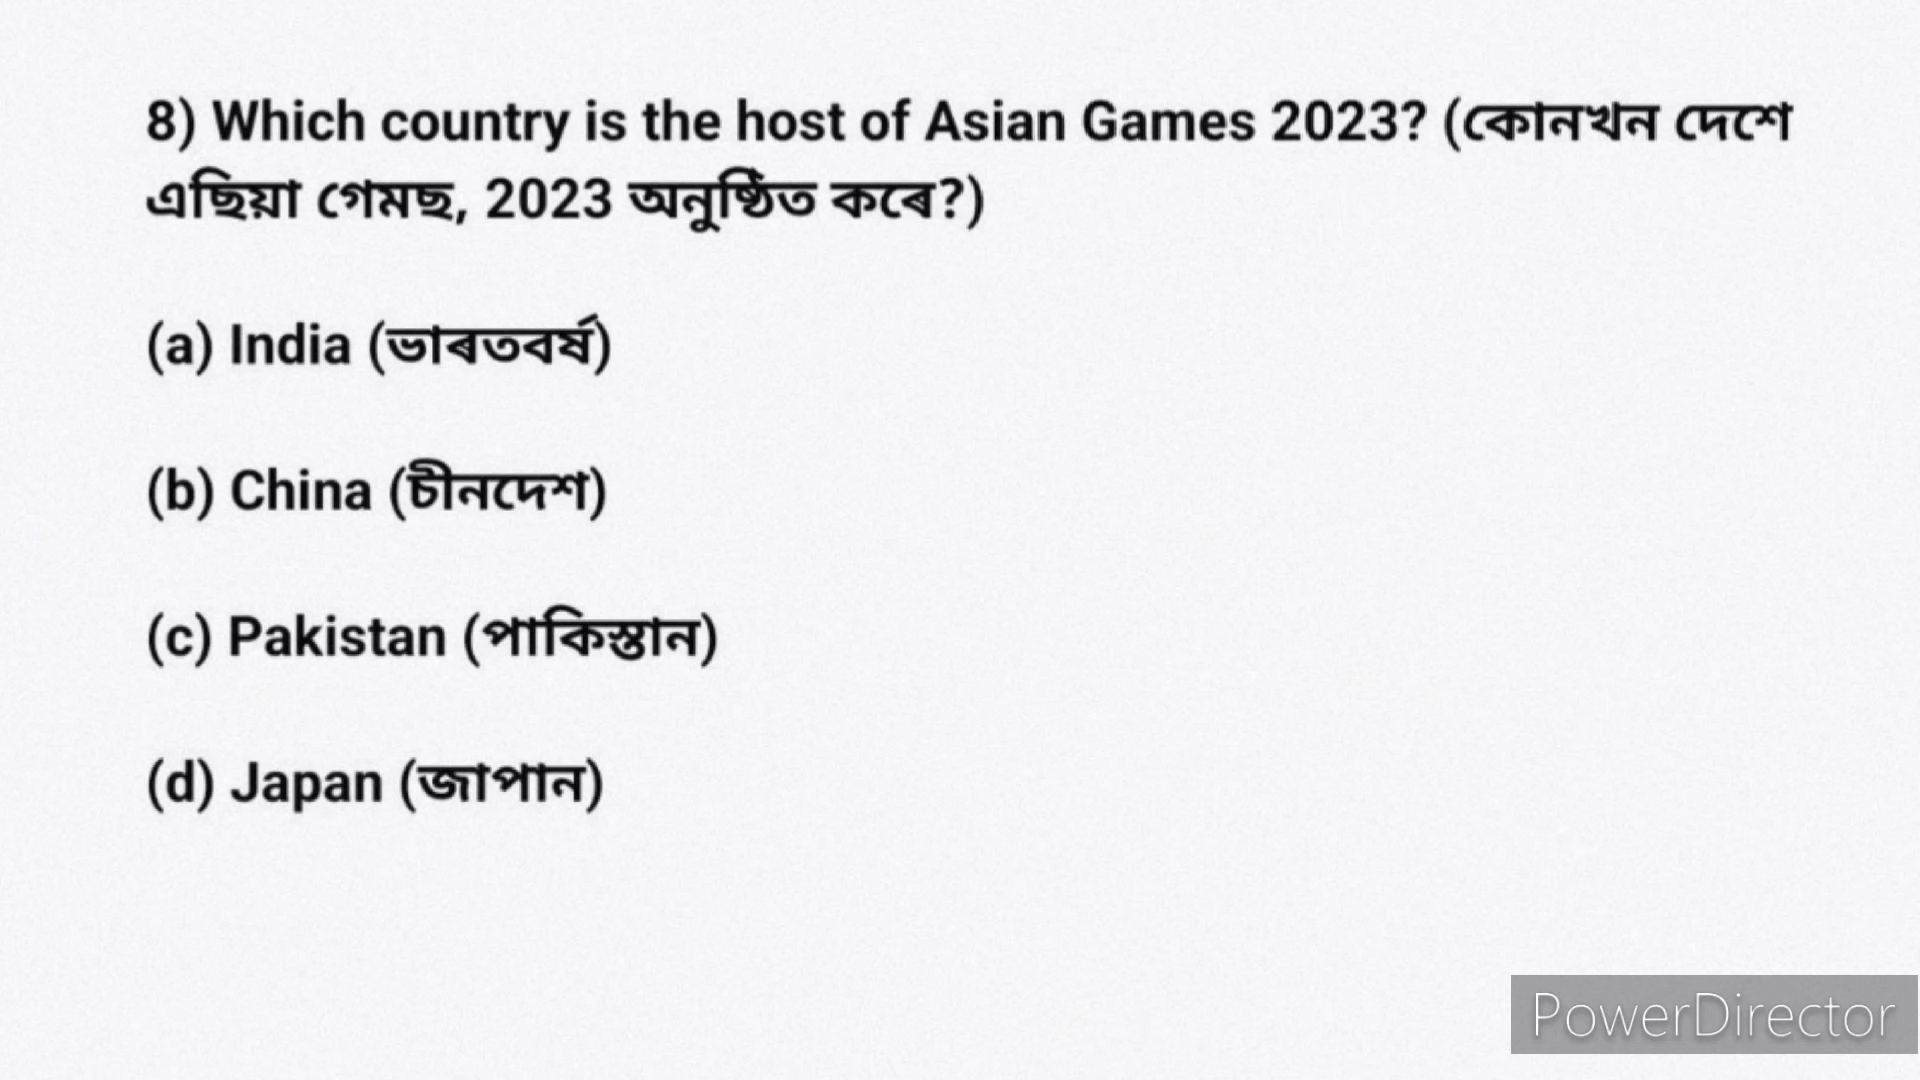 8) Which country is the host of Asian Games 2023? (কোনখন দেশে
এছিয়া গেমছ, 2023 অনুষ্ঠিত কৰে?)
(a) India (ভাৰতবৰ্ষ)
(b) China (চীনদেশ)
(c) Pakistan (পাকিস্তান)
(d) Japan (জাপান)
PowerDirector